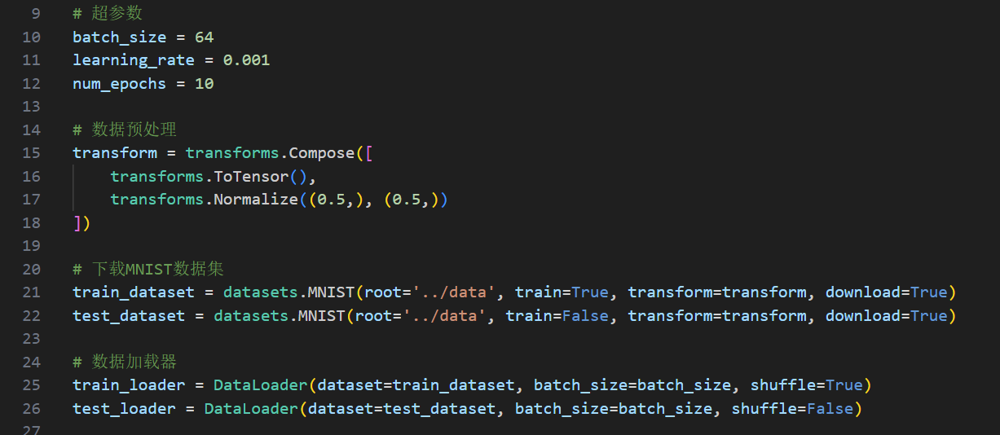 9 # 超参数
10 batch_size = 64
11 learning_rate = 0.001
12 num_epochs = 10
13
14 # 数据预处理
15 transform = transforms.Compose([
16     transforms.ToTensor(),
17     transforms.Normalize((0.5,), (0.5,))
18 ])
19
20 # 下载MNIST数据集
21 train_dataset = datasets.MNIST(root='../data', train=True, transform=transform, download=True)
22 test_dataset = datasets.MNIST(root='../data', train=False, transform=transform, download=True)
23
24 # 数据加载器
25 train_loader = DataLoader(dataset=train_dataset, batch_size=batch_size, shuffle=True)
26 test_loader = DataLoader(dataset=test_dataset, batch_size=batch_size, shuffle=False)
27